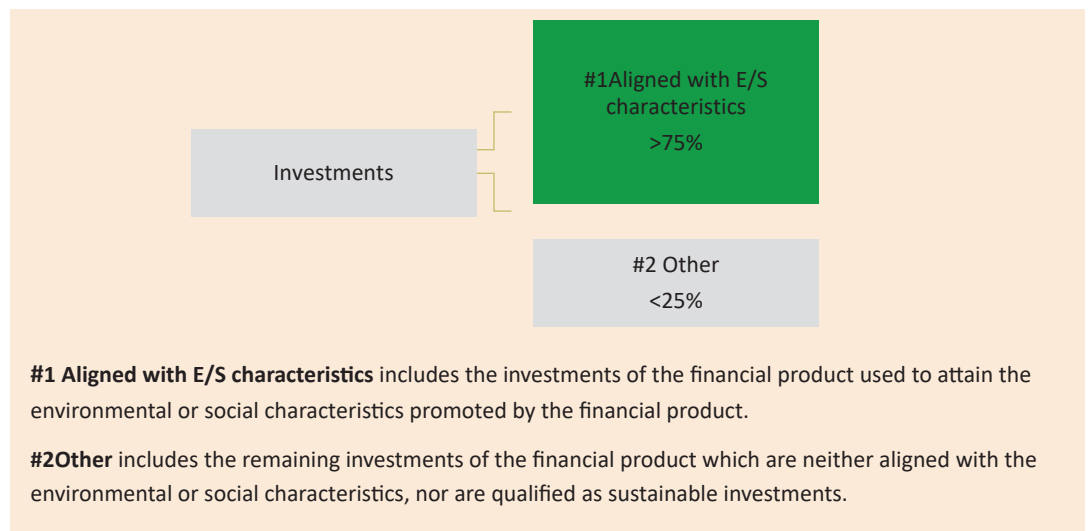 #1Aligned with E/S
characteristics
>75%
Investments
#2 Other
<25%
#1 Aligned with E/S characteristics includes the investments of the financial product used to attain the
environmental or social characteristics promoted by the financial product.
#2Other includes the remaining investments of the financial product which are neither aligned with the
environmental or social characteristics, nor are qualified as sustainable investments.